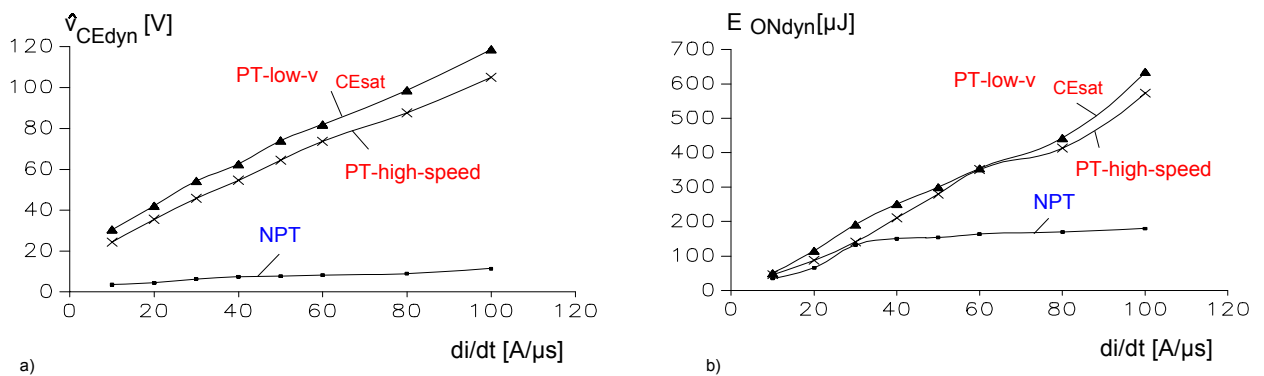 v̂CEdyn [V]
120
100
80
60
40
20
0
0 20 40 60 80 100 120
PT-low-vCEsat
PT-high-speed
NPT
di/dt [A/µs]
a)
E ONdyn[µJ]
700
600
500
400
300
200
100
0
0 20 40 60 80 100 120
PT-low-v CEsat
PT-high-speed
NPT
di/dt [A/µs]
b)